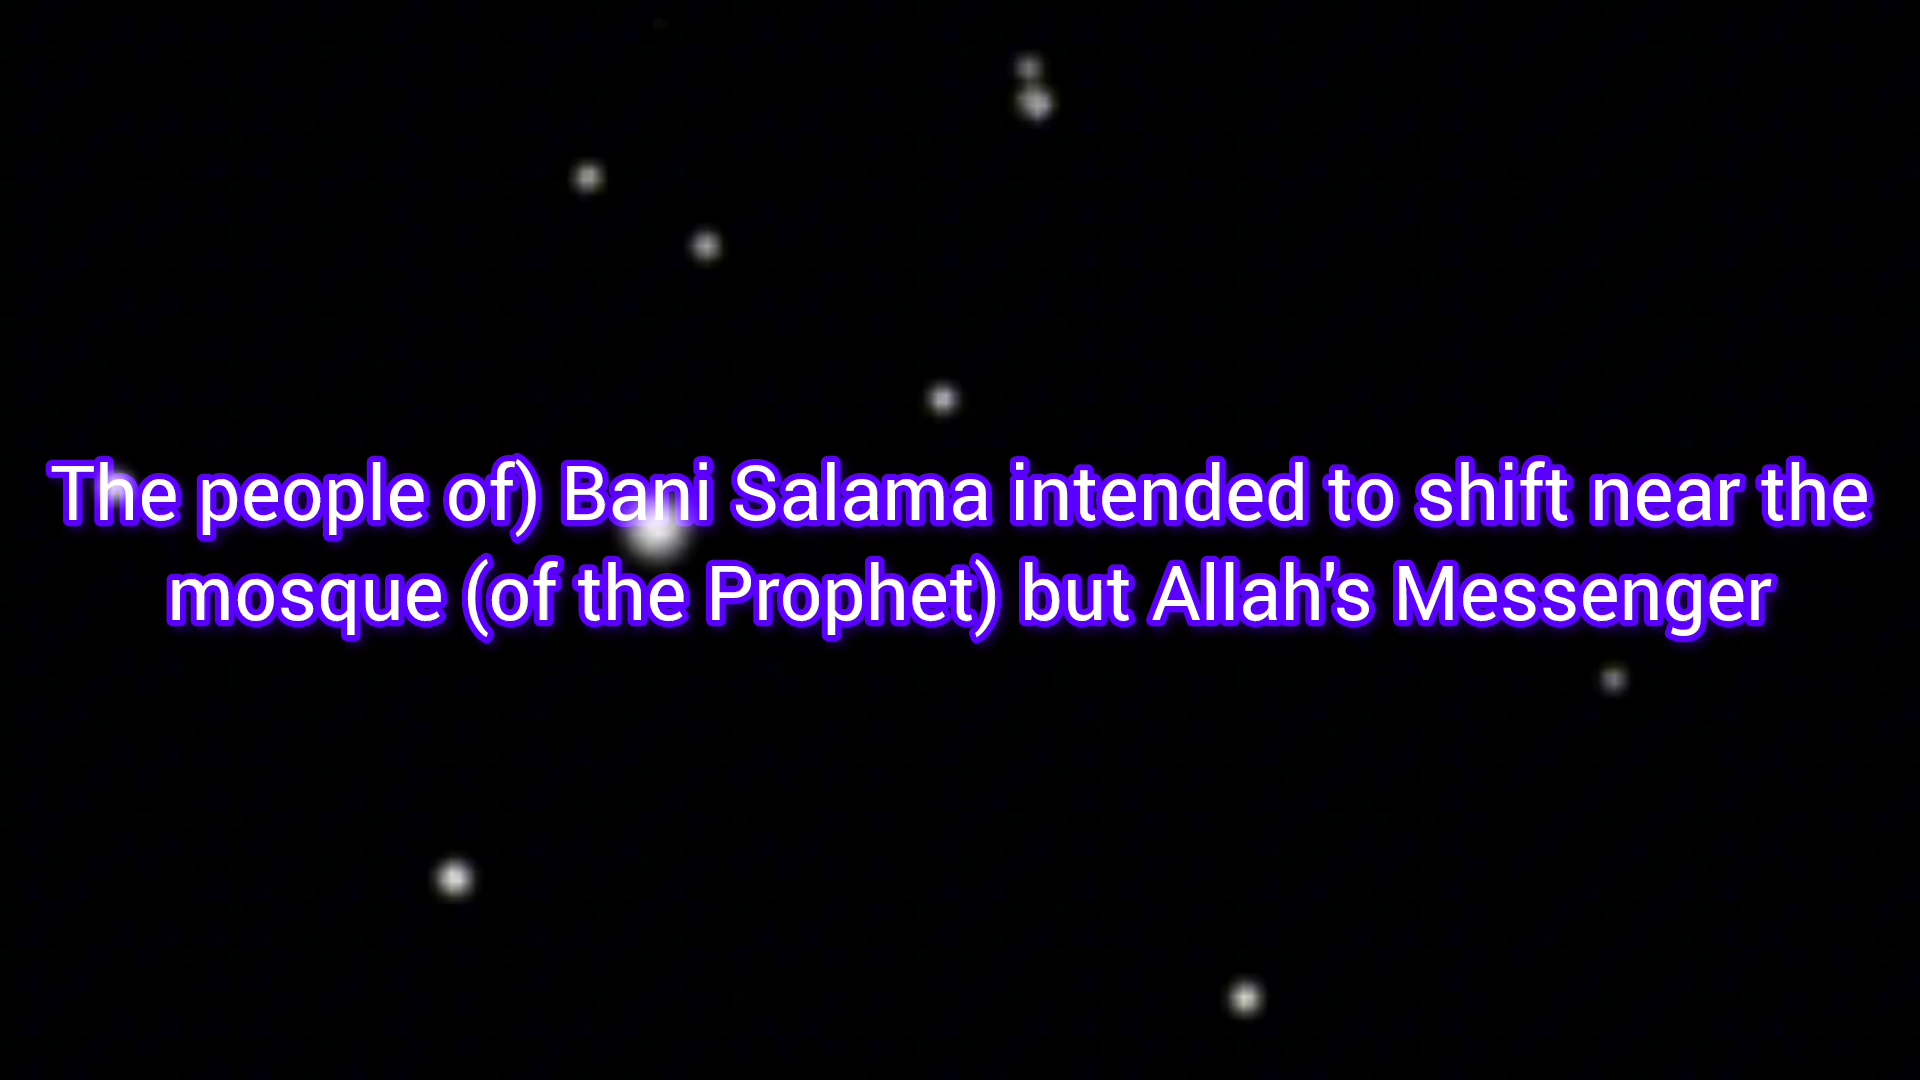 The people of) Bani Salama intended to shift near the
mosque (of the Prophet) but Allah's Messenger